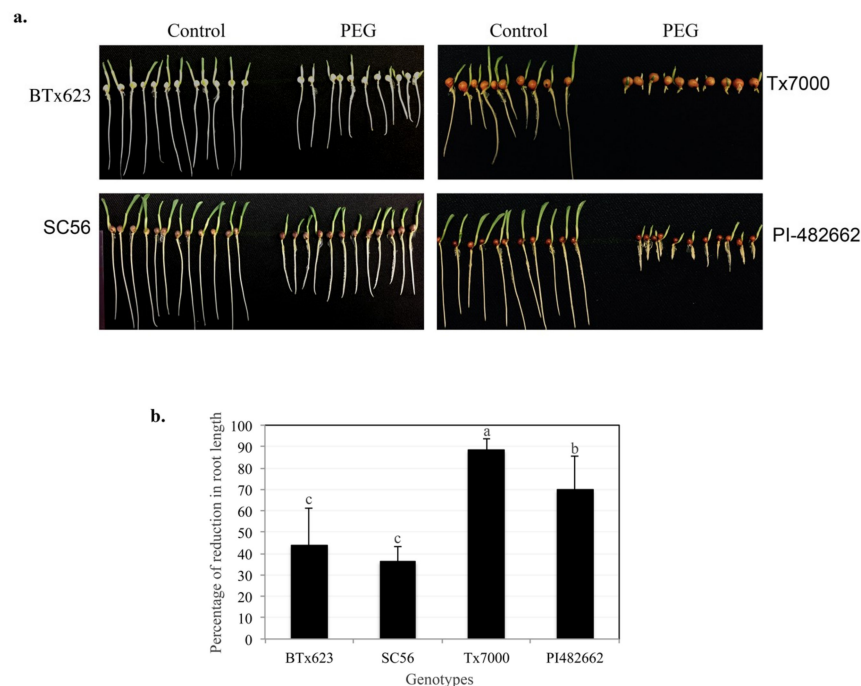 a.
Control PEG Control PEG
BTx623 Tx7000
SC56 PI-482662
b.
Percentage of reduction in root length
100
90
80
70
60
50
40
30
20
10
0
c
c
a
b
BTx623 SC56 Tx7000 PI482662
Genotypes